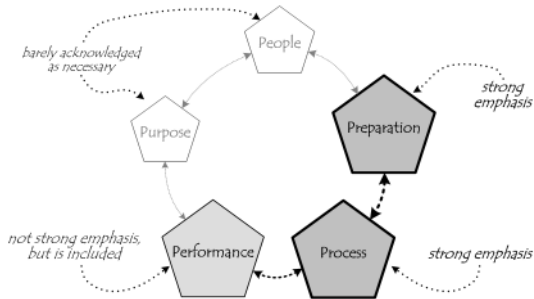 People
barely acknowledged
as necessary
strong
emphasis
Preparation
Purpose
not strong emphasis,
but is included
Performance
Process
strong emphasis